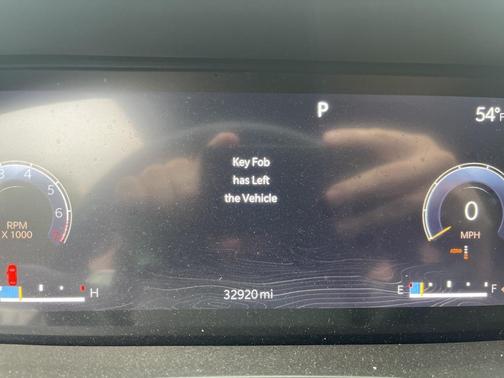 P
54°F
Key Fob
has Left
the Vehicle
3 4
5
6
RPM
X 1000
0
MPH
H
32920 mi
E F